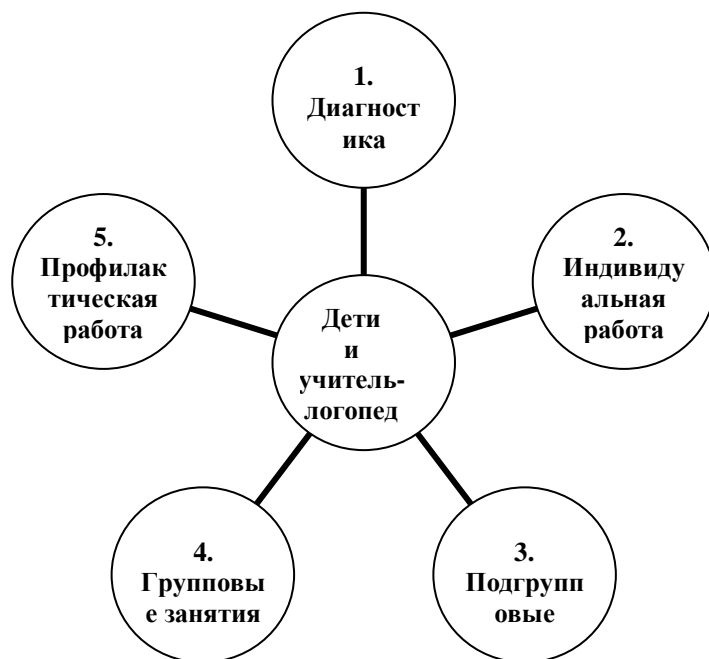 1.
Диагност
ика
5.
Профилак
тическая
работа
2.
Индивиду
альная
работа
Дети
и
учитель-
логопед
4.
Групповы
е занятия
3.
Подгрупп
овые